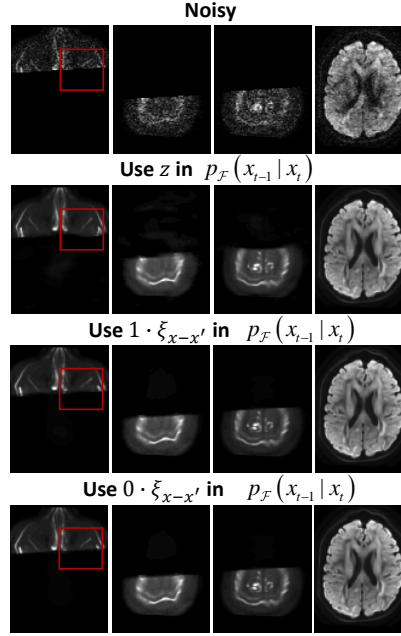 Noisy
Use z in p_ℱ(x_{t-1} | x_t)
Use 1 · ξ_{x−x′} in p_ℱ(x_{t-1} | x_t)
Use 0 · ξ_{x−x′} in p_ℱ(x_{t-1} | x_t)